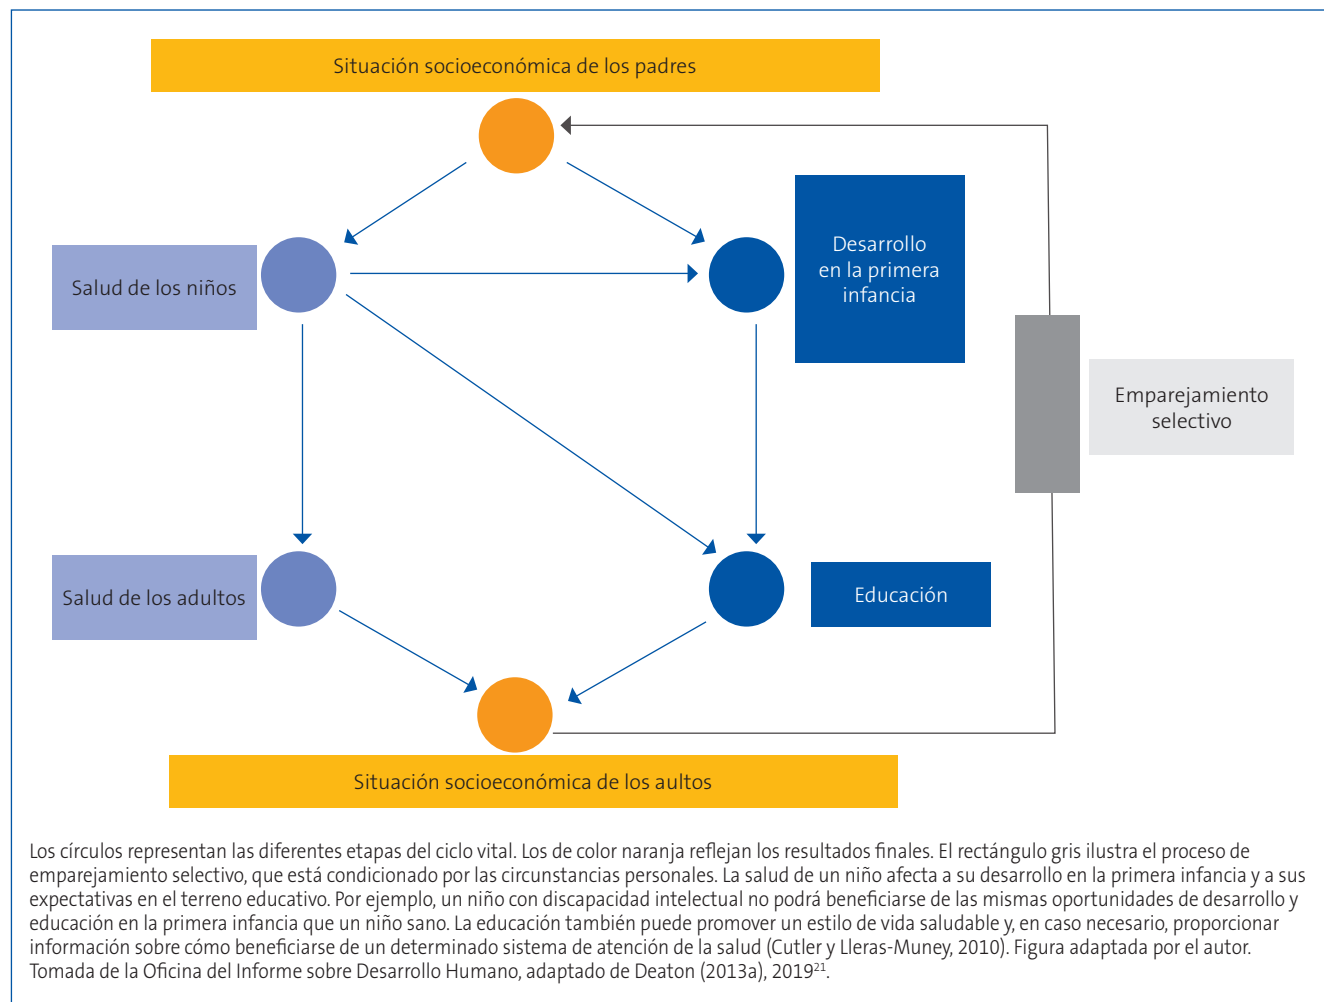 Situación socioeconómica de los padres
Desarrollo
en la primera
infancia
Salud de los niños
Emparejamiento
selectivo
Salud de los adultos
Educación
Situación socioeconómica de los aultos
Los círculos representan las diferentes etapas del ciclo vital. Los de color naranja reflejan los resultados finales. El rectángulo gris ilustra el proceso de
emparejamiento selectivo, que está condicionado por las circunstancias personales. La salud de un niño afecta a su desarrollo en la primera infancia y a sus
expectativas en el terreno educativo. Por ejemplo, un niño con discapacidad intelectual no podrá beneficiarse de las mismas oportunidades de desarrollo y
educación en la primera infancia que un niño sano. La educación también puede promover un estilo de vida saludable y, en caso necesario, proporcionar
información sobre cómo beneficiarse de un determinado sistema de atención de la salud (Cutler y Lleras-Muney, 2010). Figura adaptada por el autor.
Tomada de la Oficina del Informe sobre Desarrollo Humano, adaptado de Deaton (2013a), 2019²¹.